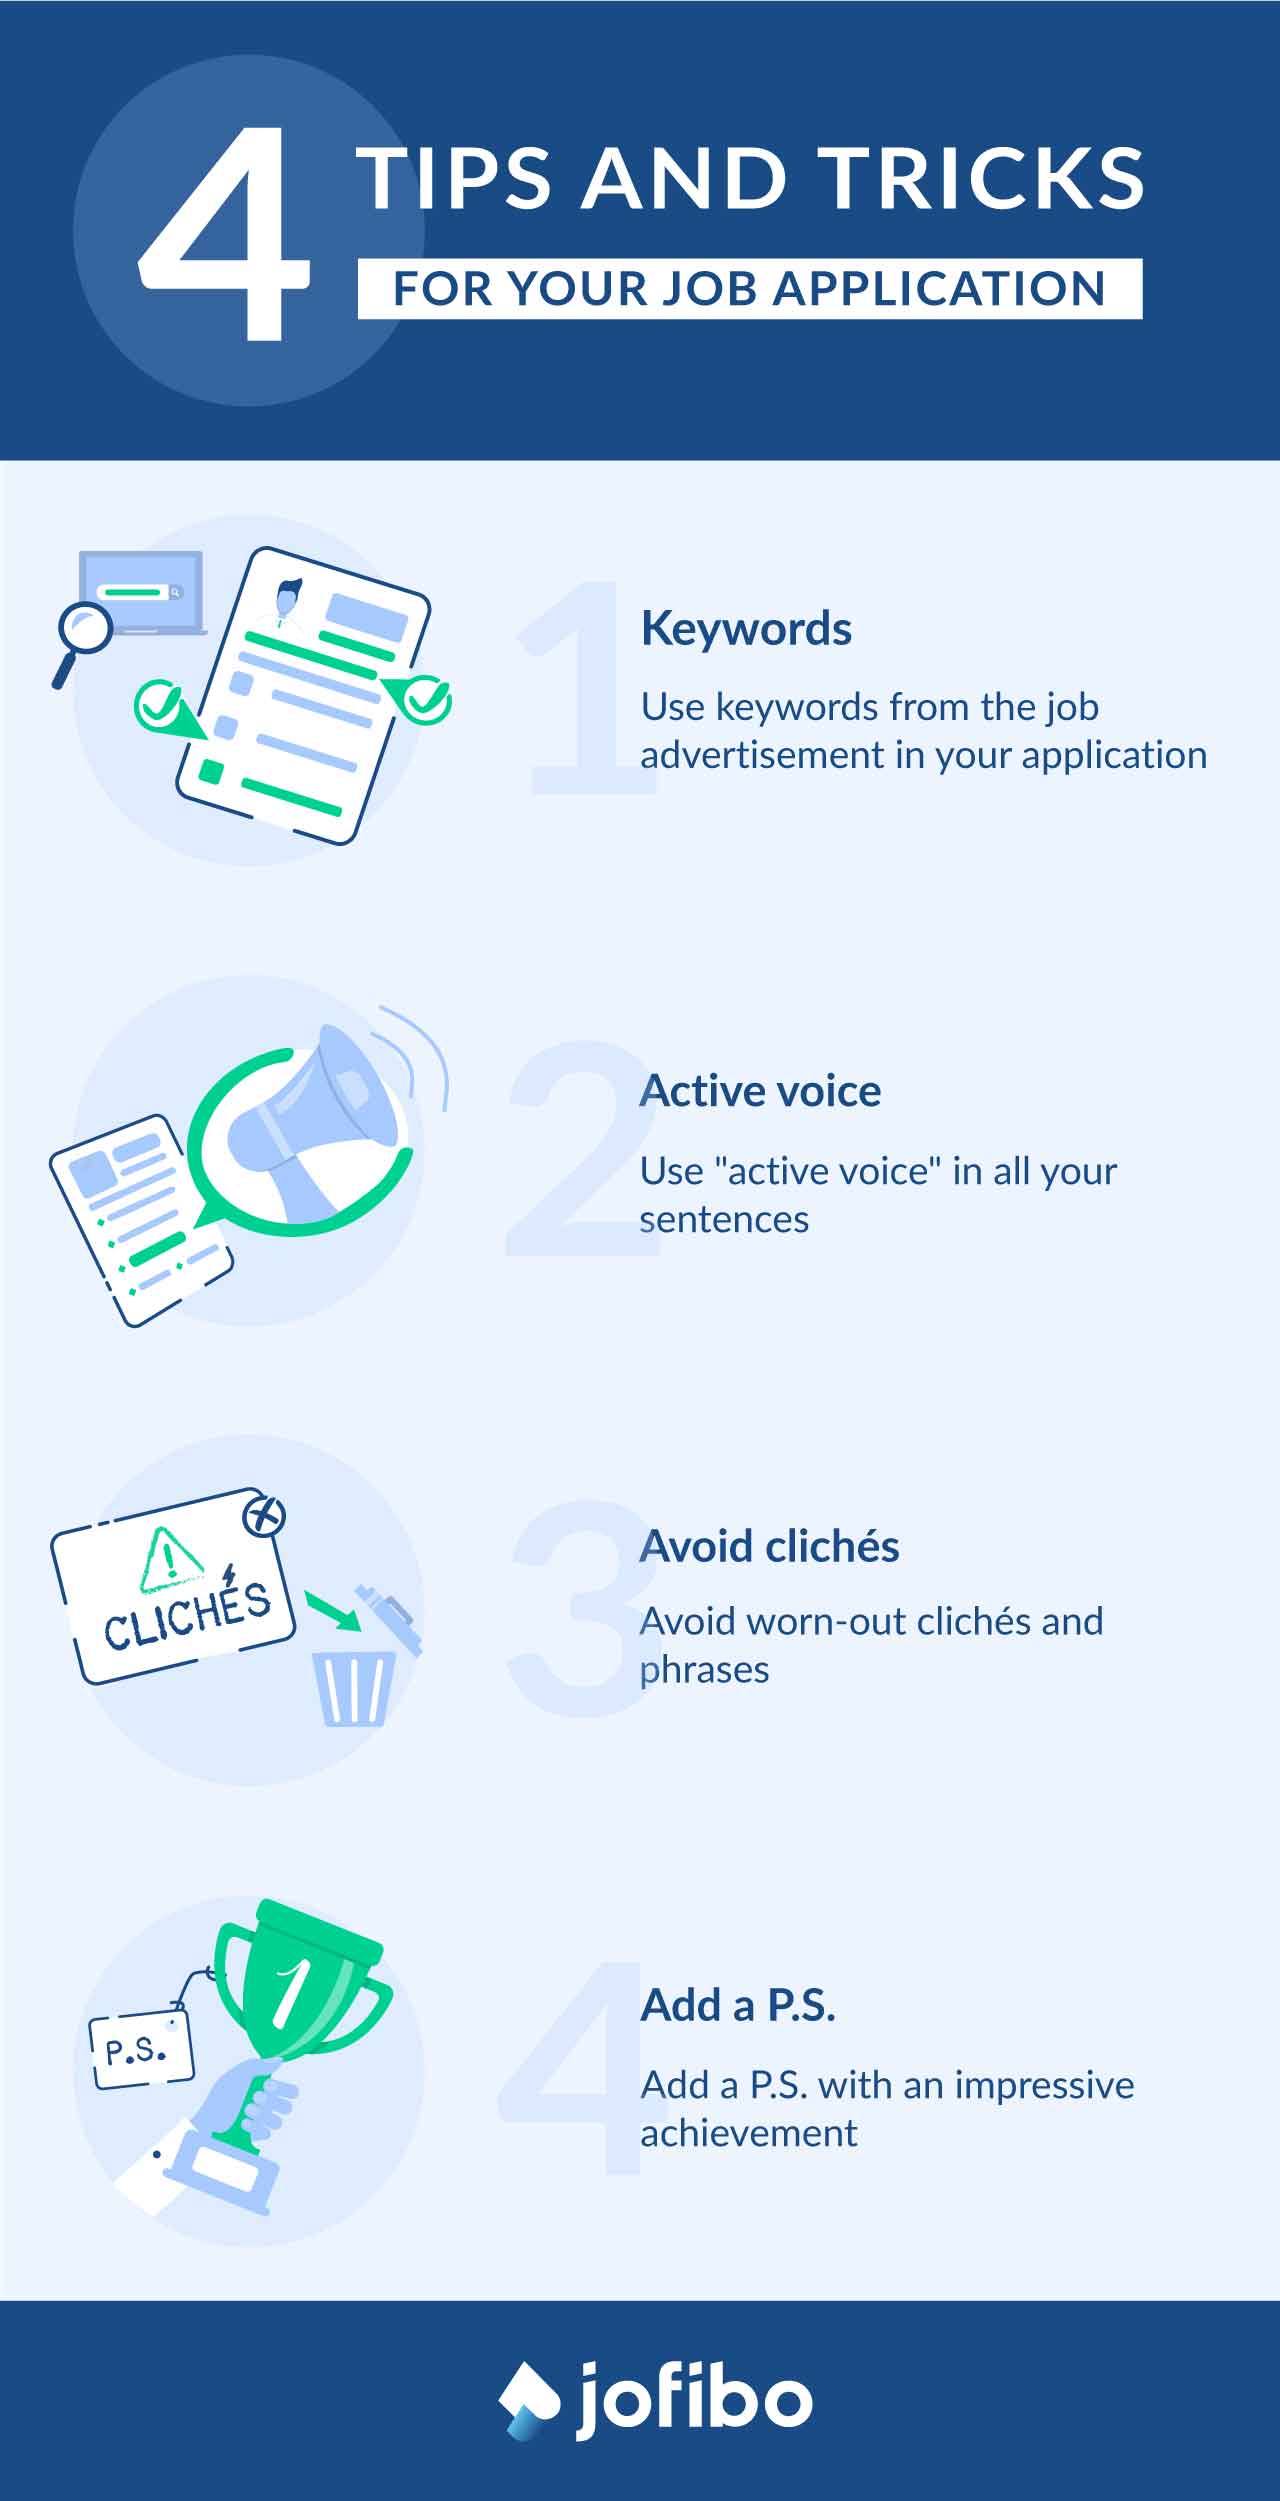 4
TIPS AND TRICKS
FOR YOUR JOB APPLICATION
1
Keywords
Use keywords from the job
advertisement in your application
2
Active voice
Use "active voice" in all your
sentences
CLICHÉS
3
Avoid clichés
Avoid worn-out clichés and
phrases
1
P.S.
4
Add a P.S.
Add a P.S. with an impressive
achievement
jofibo